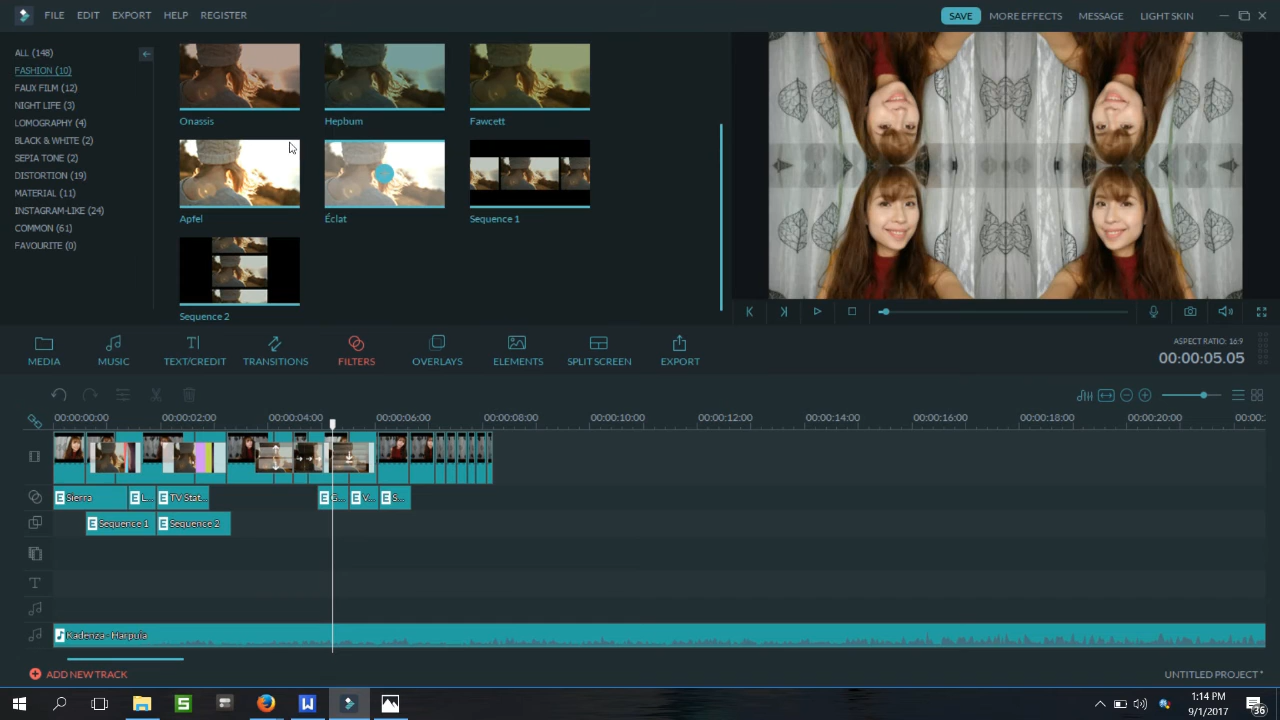 FILE EDIT EXPORT HELP REGISTER SAVE MORE EFFECTS MESSAGE LIGHT SKIN
ALL (148)
FASHION (10)
FAUX FILM (12)
NIGHT LIFE (3)
LOMOGRAPHY (4)
BLACK & WHITE (2)
SEPIA TONE (2)
DISTORTION (19)
MATERIAL (11)
INSTAGRAM-LIKE (24)
COMMON (61)
FAVOURITE (0)
Onassis Hepburn Fawcett
Apfel Éclat Sequence 1
Sequence 2
MEDIA MUSIC TEXT/CREDIT TRANSITIONS FILTERS OVERLAYS ELEMENTS SPLIT SCREEN EXPORT
ASPECT RATIO: 16:9
00:00:05.05
00:00:00:00 00:00:02:00 00:00:04:00 00:00:06:00 00:00:08:00 00:00:10:00 00:00:12:00 00:00:14:00 00:00:16:00 00:00:18:00 00:00:20:00 00:00:2
E Sierra E L... E TV Stat... E E V... E S...
E Sequence 1 E Sequence 2
Kadenza - Harpuia
ADD NEW TRACK
UNTITLED PROJECT *
1:14 PM
9/1/2017
36